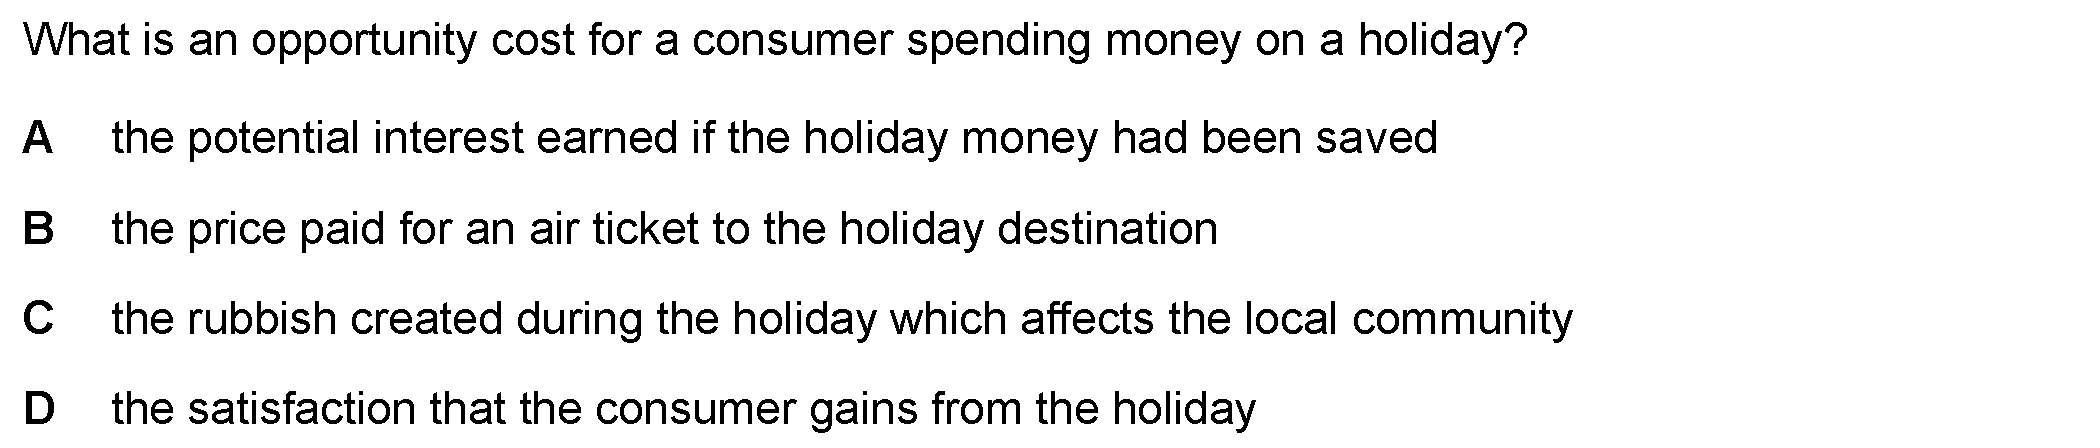 What is an opportunity cost for a consumer spending money on a holiday?
A the potential interest earned if the holiday money had been saved
B the price paid for an air ticket to the holiday destination
C the rubbish created during the holiday which affects the local community
D the satisfaction that the consumer gains from the holiday